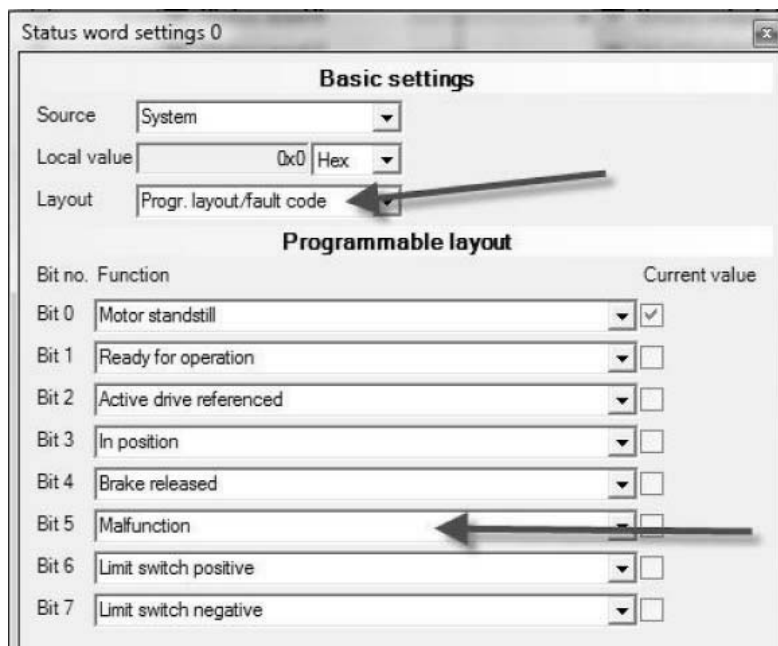 Status word settings 0
Basic settings
Source System
Local value 0x0 Hex
Layout Progr. layout/fault code
Programmable layout
Bit no. Function Current value
Bit 0 Motor standstill
Bit 1 Ready for operation
Bit 2 Active drive referenced
Bit 3 In position
Bit 4 Brake released
Bit 5 Malfunction
Bit 6 Limit switch positive
Bit 7 Limit switch negative